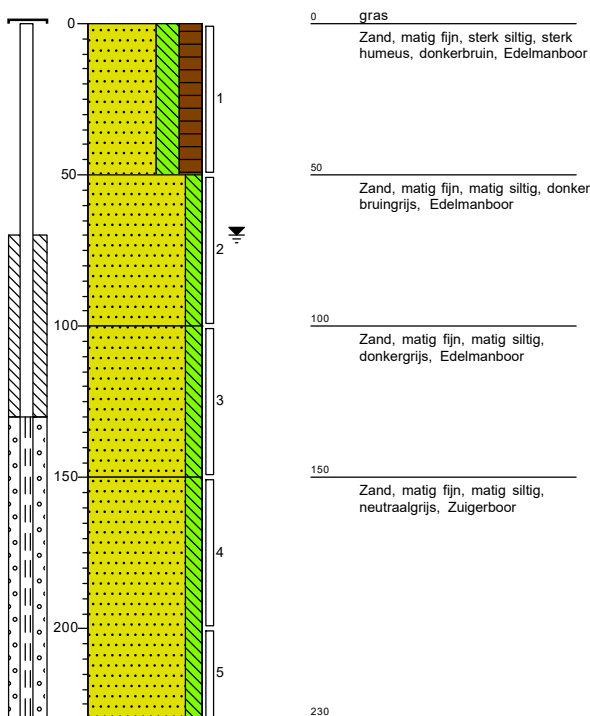 0
50
100
150
200
1
2
3
4
5
0 gras
Zand, matig fijn, sterk siltig, sterk
humeus, donkerbruin, Edelmanboor
50
Zand, matig fijn, matig siltig, donker
bruingrijs, Edelmanboor
100
Zand, matig fijn, matig siltig,
donkergrijs, Edelmanboor
150
Zand, matig fijn, matig siltig,
neutraalgrijs, Zuigerboor
230